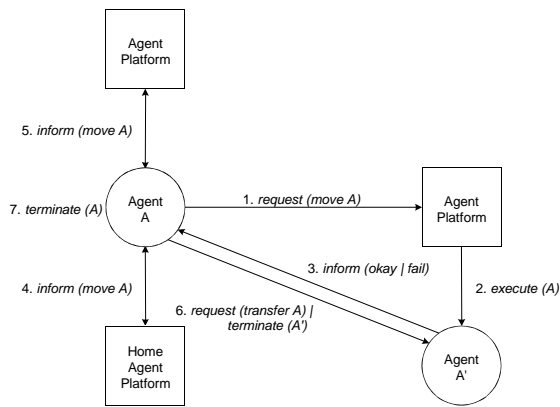 Agent
Platform
5. inform (move A)
7. terminate (A)
Agent
A
1. request (move A)
Agent
Platform
3. inform (okay | fail)
4. inform (move A)
2. execute (A)
6. request (transfer A) |
terminate (A')
Home
Agent
Platform
Agent
A'